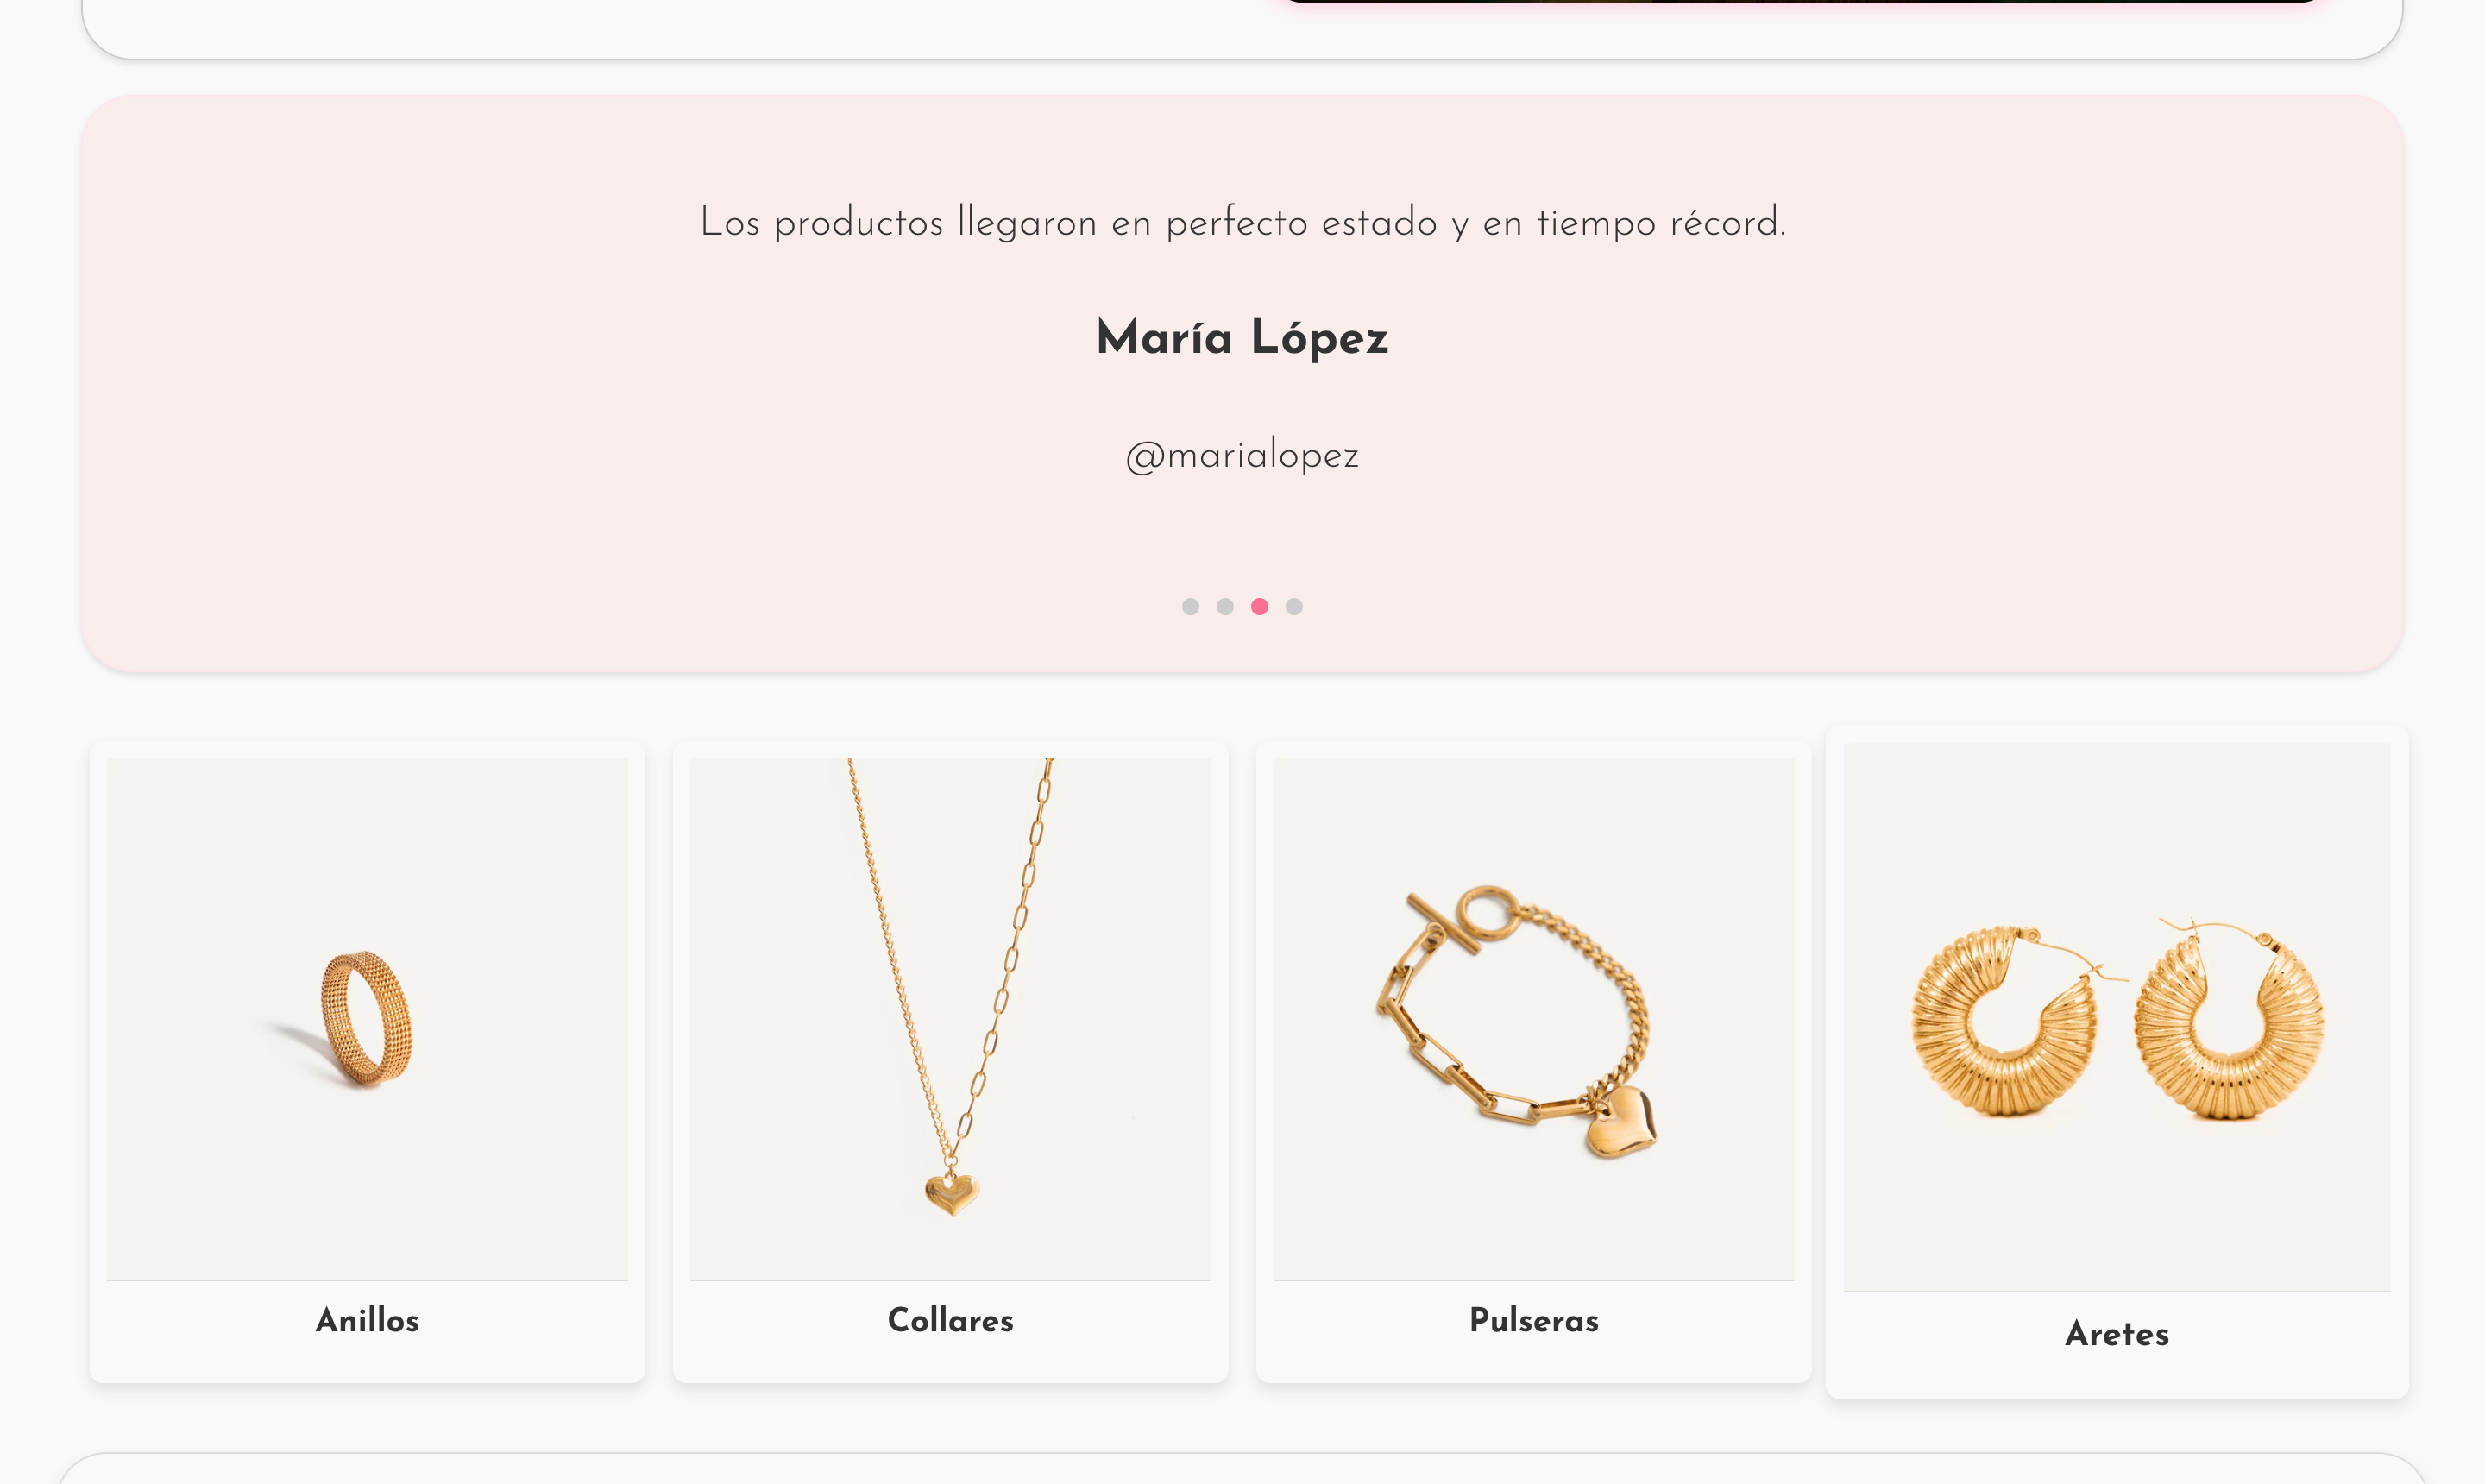 Los productos llegaron en perfecto estado y en tiempo récord.
María López
@marialopez
Anillos
Collares
Pulseras
Aretes